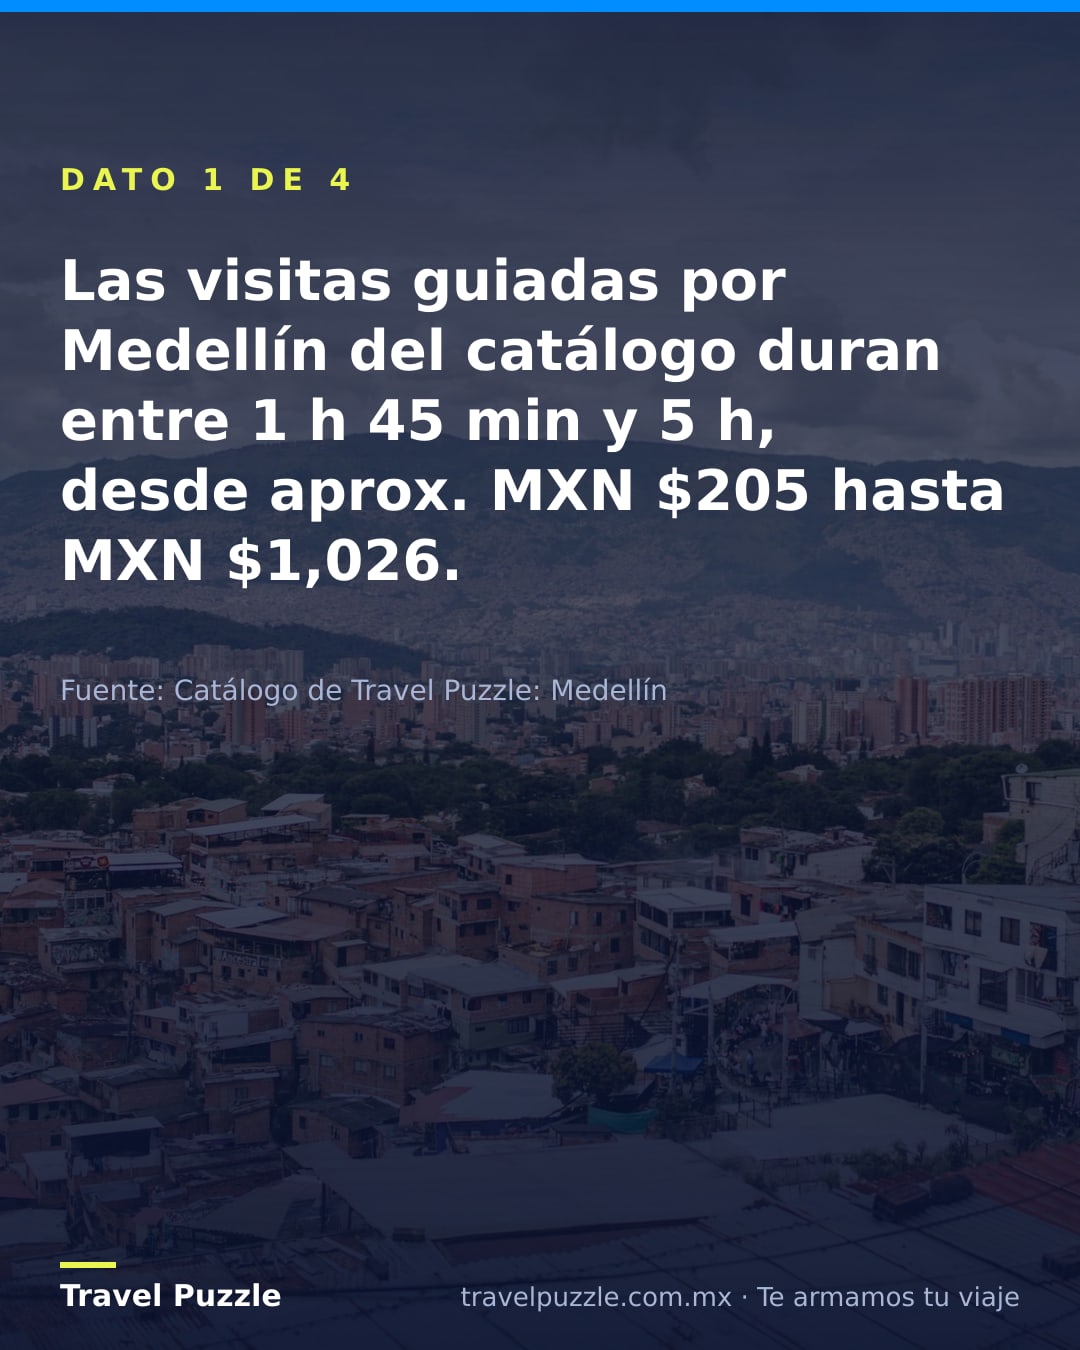 DATO 1 DE 4
Las visitas guiadas por
Medellín del catálogo duran
entre 1 h 45 min y 5 h,
desde aprox. MXN $205 hasta
MXN $1,026.
Fuente: Catálogo de Travel Puzzle: Medellín
Travel Puzzle
travelpuzzle.com.mx · Te armamos tu viaje